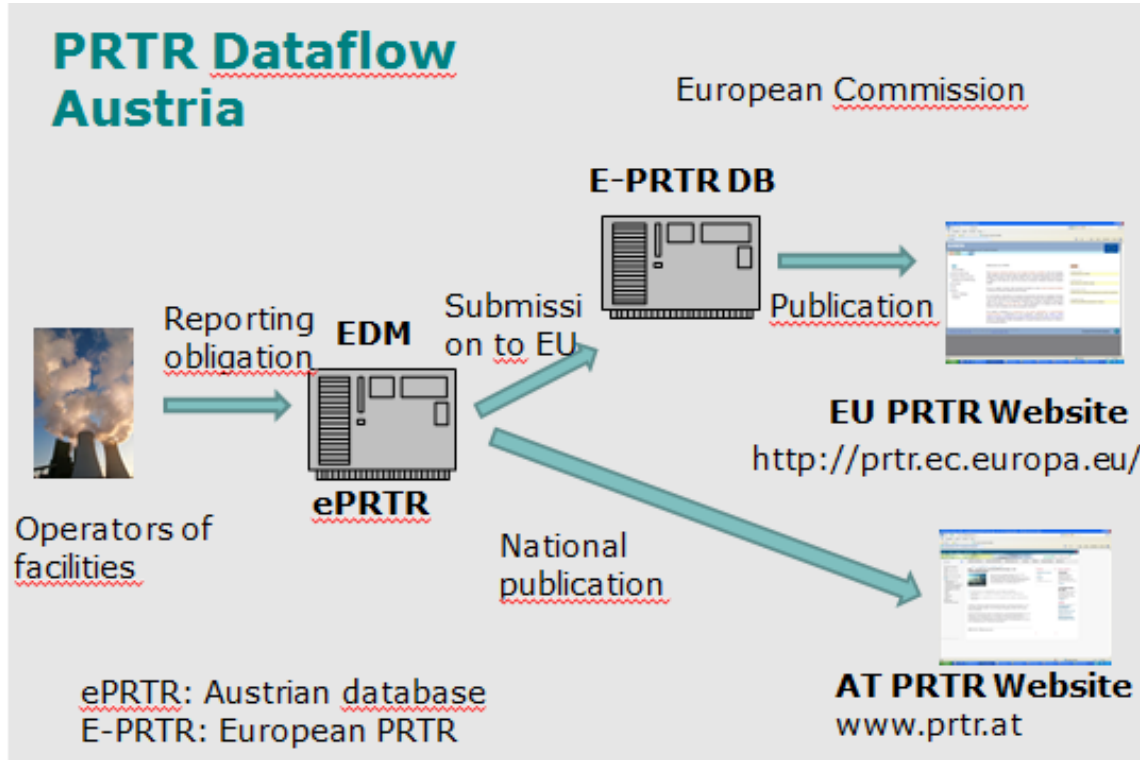 PRTR Dataflow
Austria
European Commission
E-PRTR DB
Reporting
obligation
EDM
Submissi
on to EU
Publication
ePRTR
EU PRTR Website
http://prtr.ec.europa.eu/
Operators of
facilities
National
publication
ePRTR: Austrian database
E-PRTR: European PRTR
AT PRTR Website
www.prtr.at